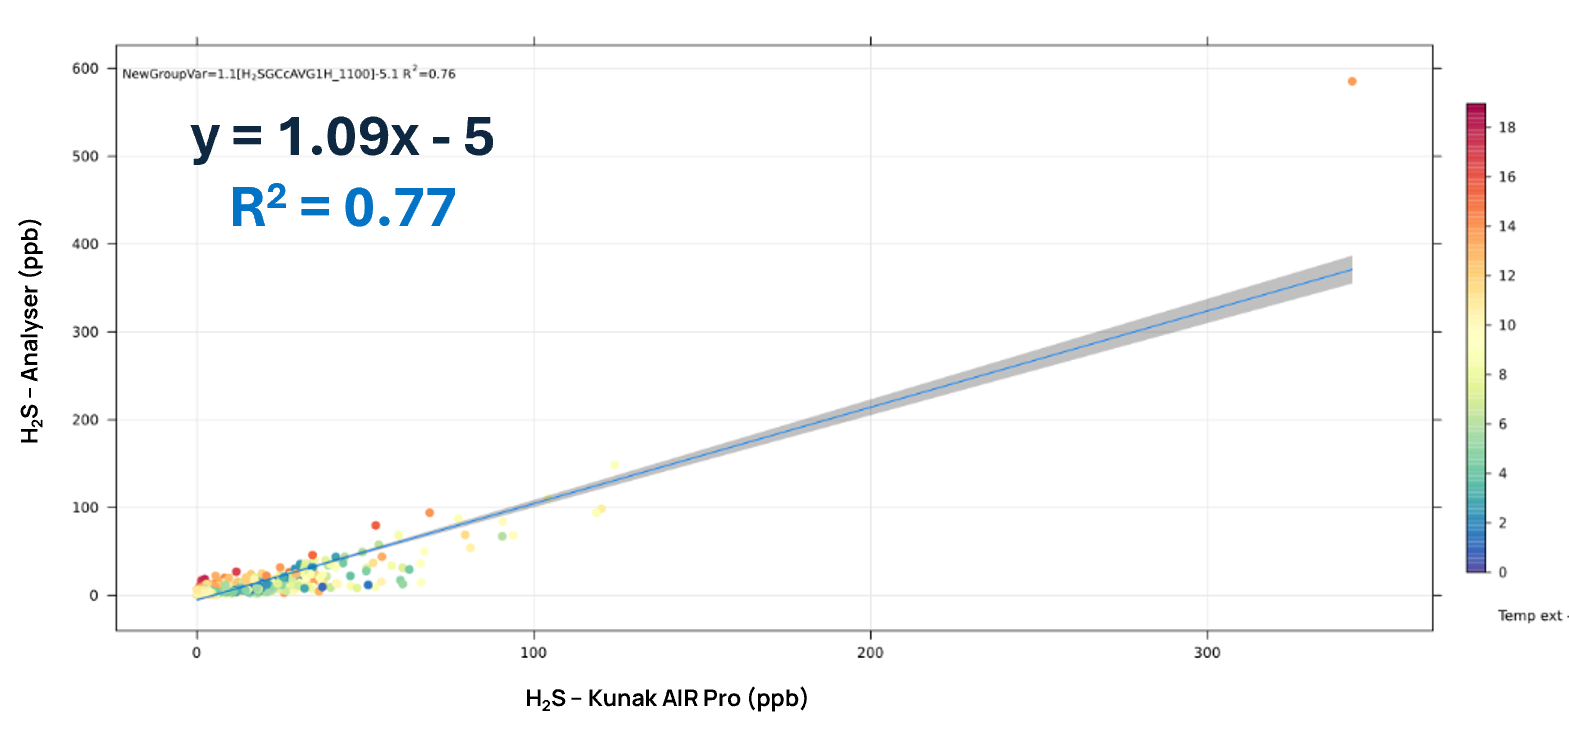 NewGroupVar=1.1[H₂SGCcAVG1H_1100]-5.1 R²=0.76
y = 1.09x - 5
R² = 0.77
600
500
400
300
200
100
0
H₂S – Analyser (ppb)
0 100 200 300
H₂S – Kunak AIR Pro (ppb)
18
16
14
12
10
8
6
4
2
0
Temp ext -